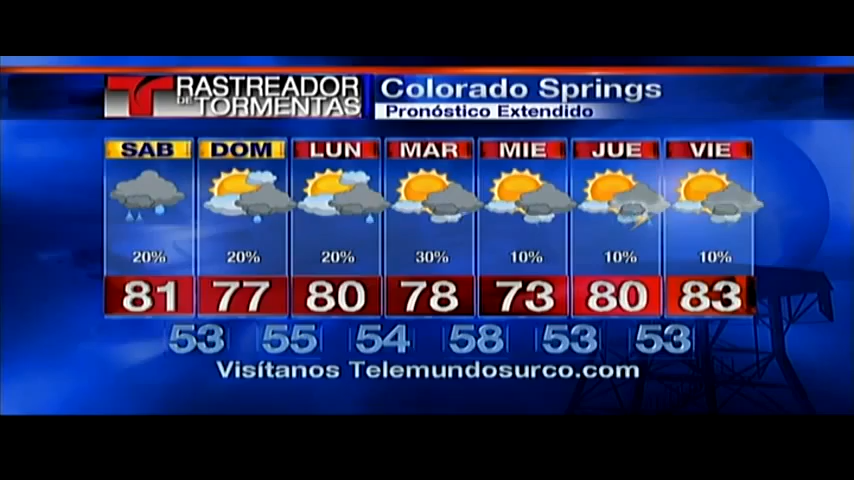 RASTREADOR
DE TORMENTAS
Colorado Springs
Pronóstico Extendido
SAB DOM LUN MAR MIE JUE VIE
20% 20% 20% 30% 10% 10% 10%
81 77 80 78 73 80 83
53 55 54 58 53 53
Visítanos Telemundosurco.com